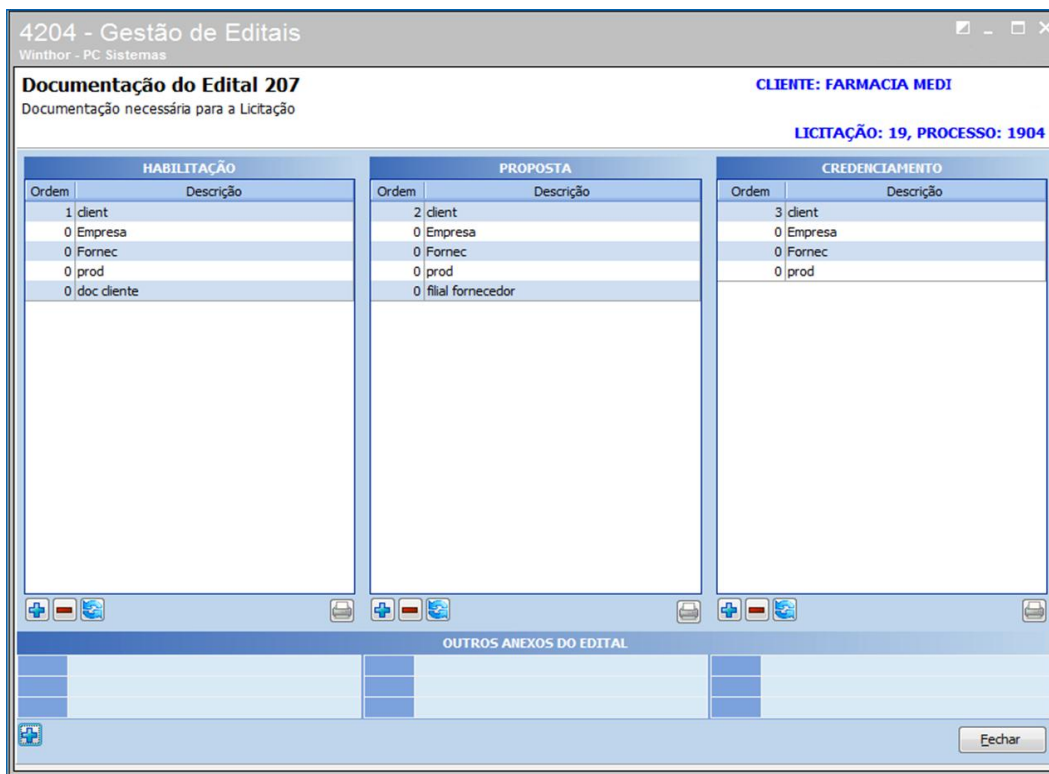 4204 - Gestão de Editais
Winthor - PC Sistemas
Documentação do Edital 207
CLIENTE: FARMACIA MEDI
Documentação necessária para a Licitação
LICITAÇÃO: 19, PROCESSO: 1904
HABILITAÇÃO
Ordem Descrição
1 client
0 Empresa
0 Fornec
0 prod
0 doc cliente
PROPOSTA
Ordem Descrição
2 client
0 Empresa
0 Fornec
0 prod
0 filial fornecedor
CREDENCIAMENTO
Ordem Descrição
3 client
0 Empresa
0 Fornec
0 prod
OUTROS ANEXOS DO EDITAL
Fechar